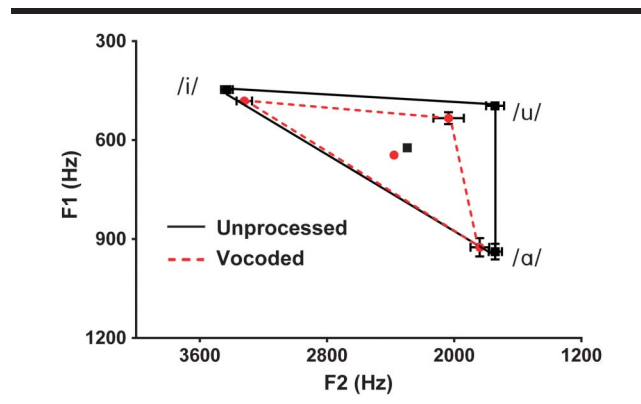 300
/i/
/u/
600
F1 (Hz)
Unprocessed
900
Vocoded
/ɑ/
1200
3600 2800 2000 1200
F2 (Hz)